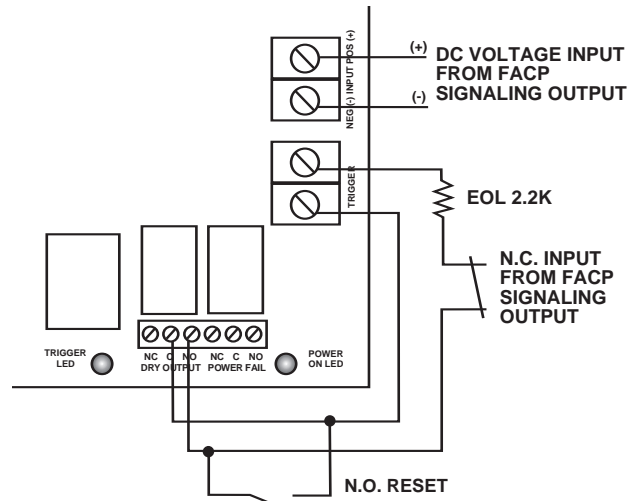 NEG (-) INPUT POS (+)
(+)
DC VOLTAGE INPUT
FROM FACP
(-)
SIGNALING OUTPUT
TRIGGER
EOL 2.2K
N.C. INPUT
FROM FACP
SIGNALING
OUTPUT
TRIGGER
LED
NC C NO NC C NO
DRY OUTPUT POWER FAIL
POWER
ON LED
N.O. RESET